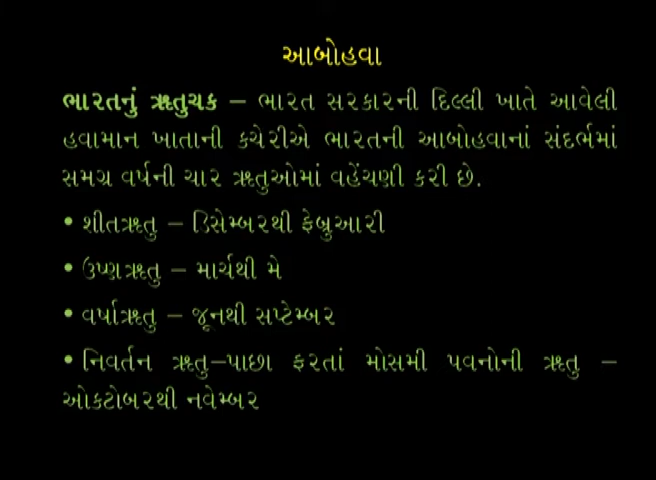 આબોહવા
ભારતનું ઋતુચક્ર – ભારત સરકારની દિલ્લી ખાતે આવેલી
હવામાન ખાતાની કચેરીએ ભારતની આબોહવાનાં સંદર્ભમાં
સમગ્ર વર્ષની ચાર ઋતુઓમાં વહેંચણી કરી છે.
• શીતઋતુ – ડિસેમ્બરથી ફેબ્રુઆરી
• ઉષ્ણઋતુ – માર્ચથી મે
• વર્ષાઋતુ – જૂનથી સપ્ટેમ્બર
• નિવર્તન ઋતુ–પાછા ફરતાં મોસમી પવનોની ઋતુ –
ઓક્ટોબરથી નવેમ્બર